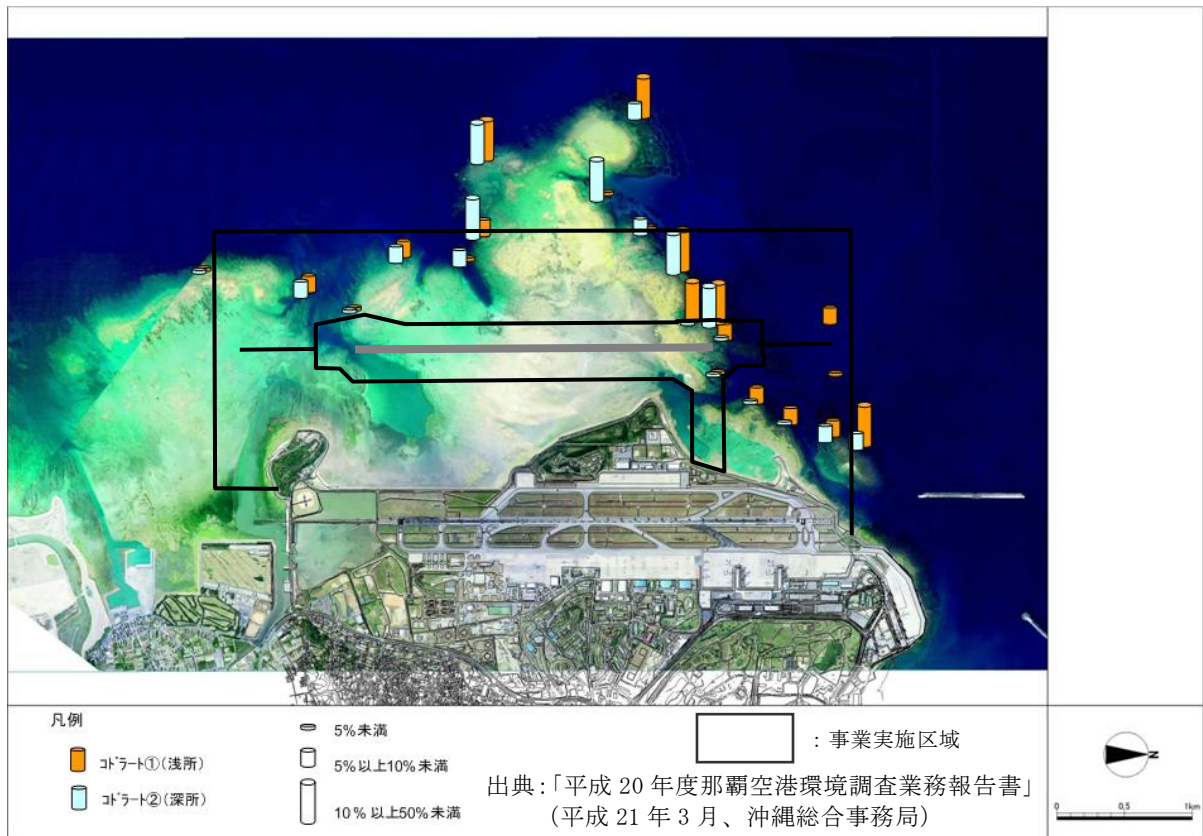 凡例
コドラート①(浅所)
コドラート②(深所)
5%未満
5%以上10%未満
10%以上50%未満
：事業実施区域
出典：「平成 20 年度那覇空港環境調査業務報告書」
(平成 21 年 3 月、沖縄総合事務局)
N
0 0.5 1km